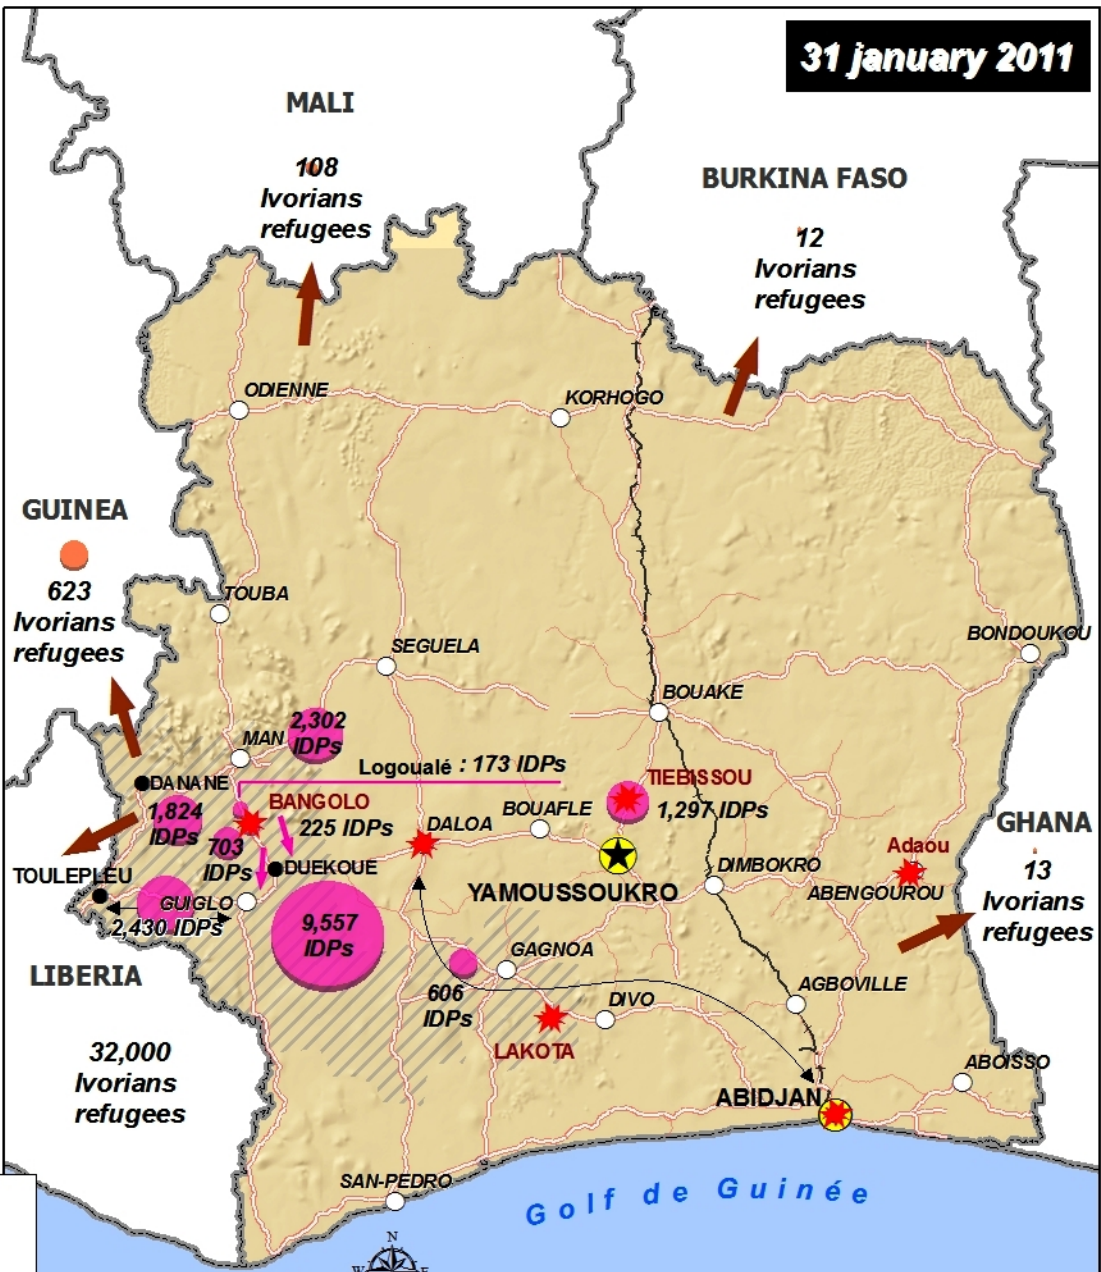 31 january 2011
MALI
108
Ivorians
refugees
BURKINA FASO
12
Ivorians
refugees
ODIENNE
KORHOGO
GUINEA
623
Ivorians
refugees
TOUBA
BONDOUKOU
SEGUELA
BOUAKE
2,302
IDPs
MAN
Logoualé : 173 IDPs
TIEBISSOU
1,297 IDPs
DANANE
1,824
IDPs
BANGOLO
225 IDPs
BOUAFLE
DALOA
703
IDPs
DUEKOUE
GHANA
13
Ivorians
refugees
Adaou
ABENGOUROU
DIMBOKRO
YAMOUSSOUKRO
TOULEPLEU
GUIGLO
2,430 IDPs
9,557
IDPs
GAGNOA
606
IDPs
LIBERIA
32,000
Ivorians
refugees
AGBOVILLE
DIVO
LAKOTA
ABOISSO
ABIDJAN
SAN-PEDRO
Golf de Guinée
N
W
E